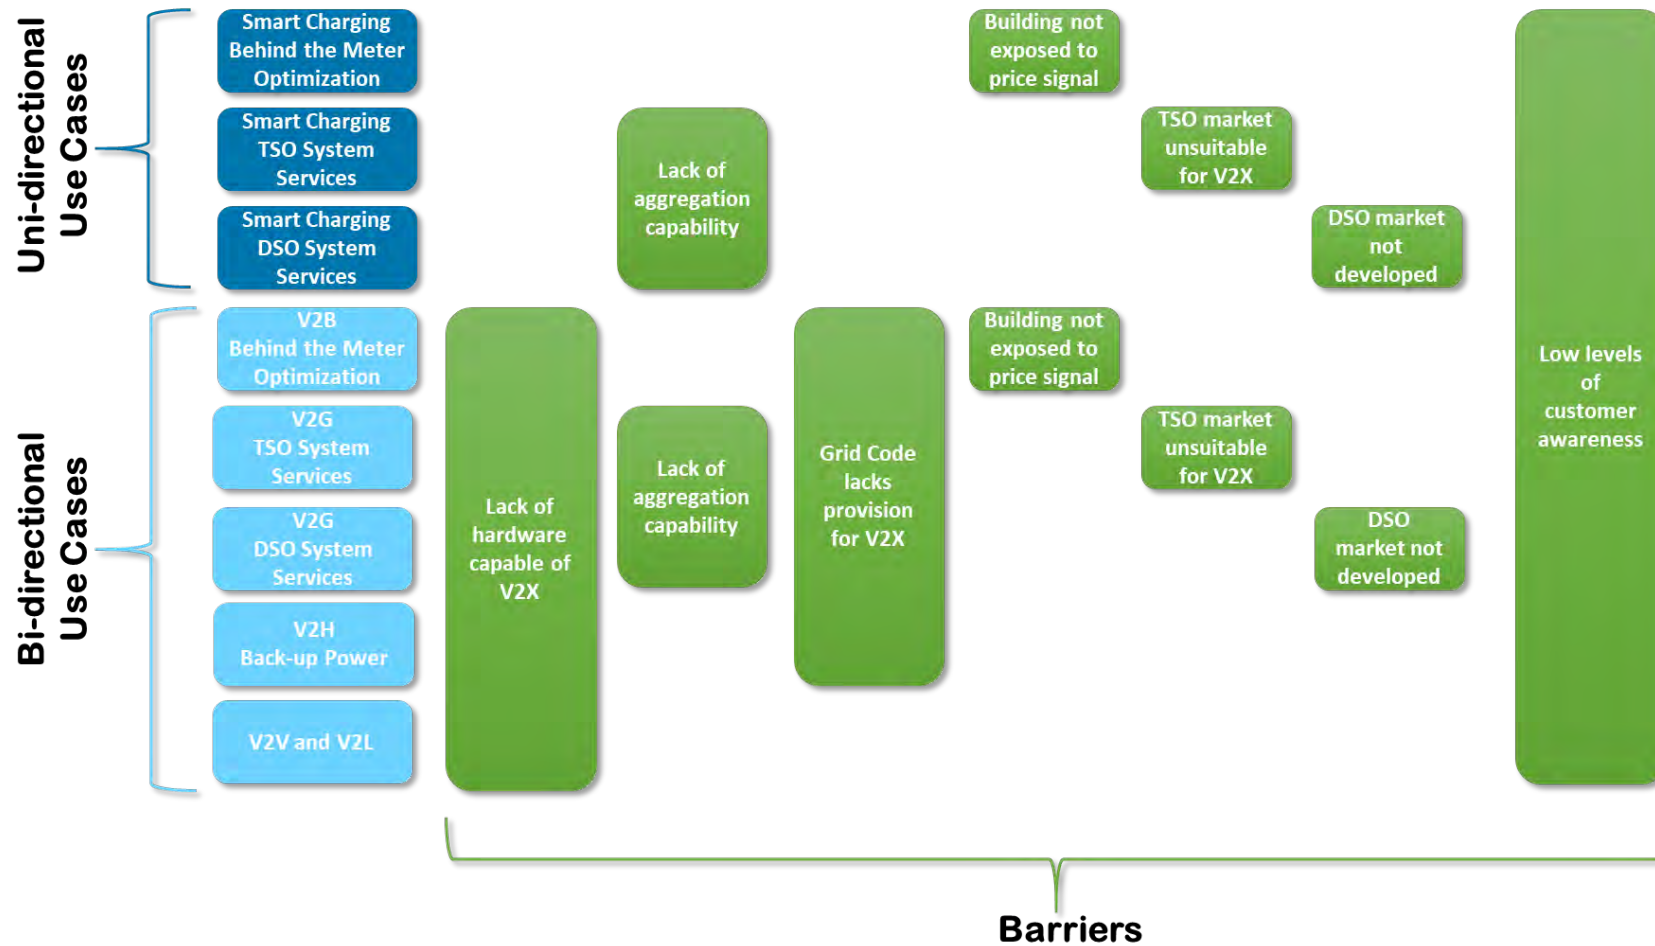 Uni-directional
Use Cases
Smart Charging
Behind the Meter
Optimization
Smart Charging
TSO System
Services
Smart Charging
DSO System
Services
Lack of
aggregation
capability
Building not
exposed to
price signal
TSO market
unsuitable
for V2X
DSO market
not
developed
Bi-directional
Use Cases
V2B
Behind the Meter
Optimization
V2G
TSO System
Services
V2G
DSO System
Services
V2H
Back-up Power
V2V and V2L
Lack of
hardware
capable of
V2X
Lack of
aggregation
capability
Grid Code
lacks
provision
for V2X
Building not
exposed to
price signal
TSO market
unsuitable
for V2X
DSO
market not
developed
Low levels
of
customer
awareness
Barriers